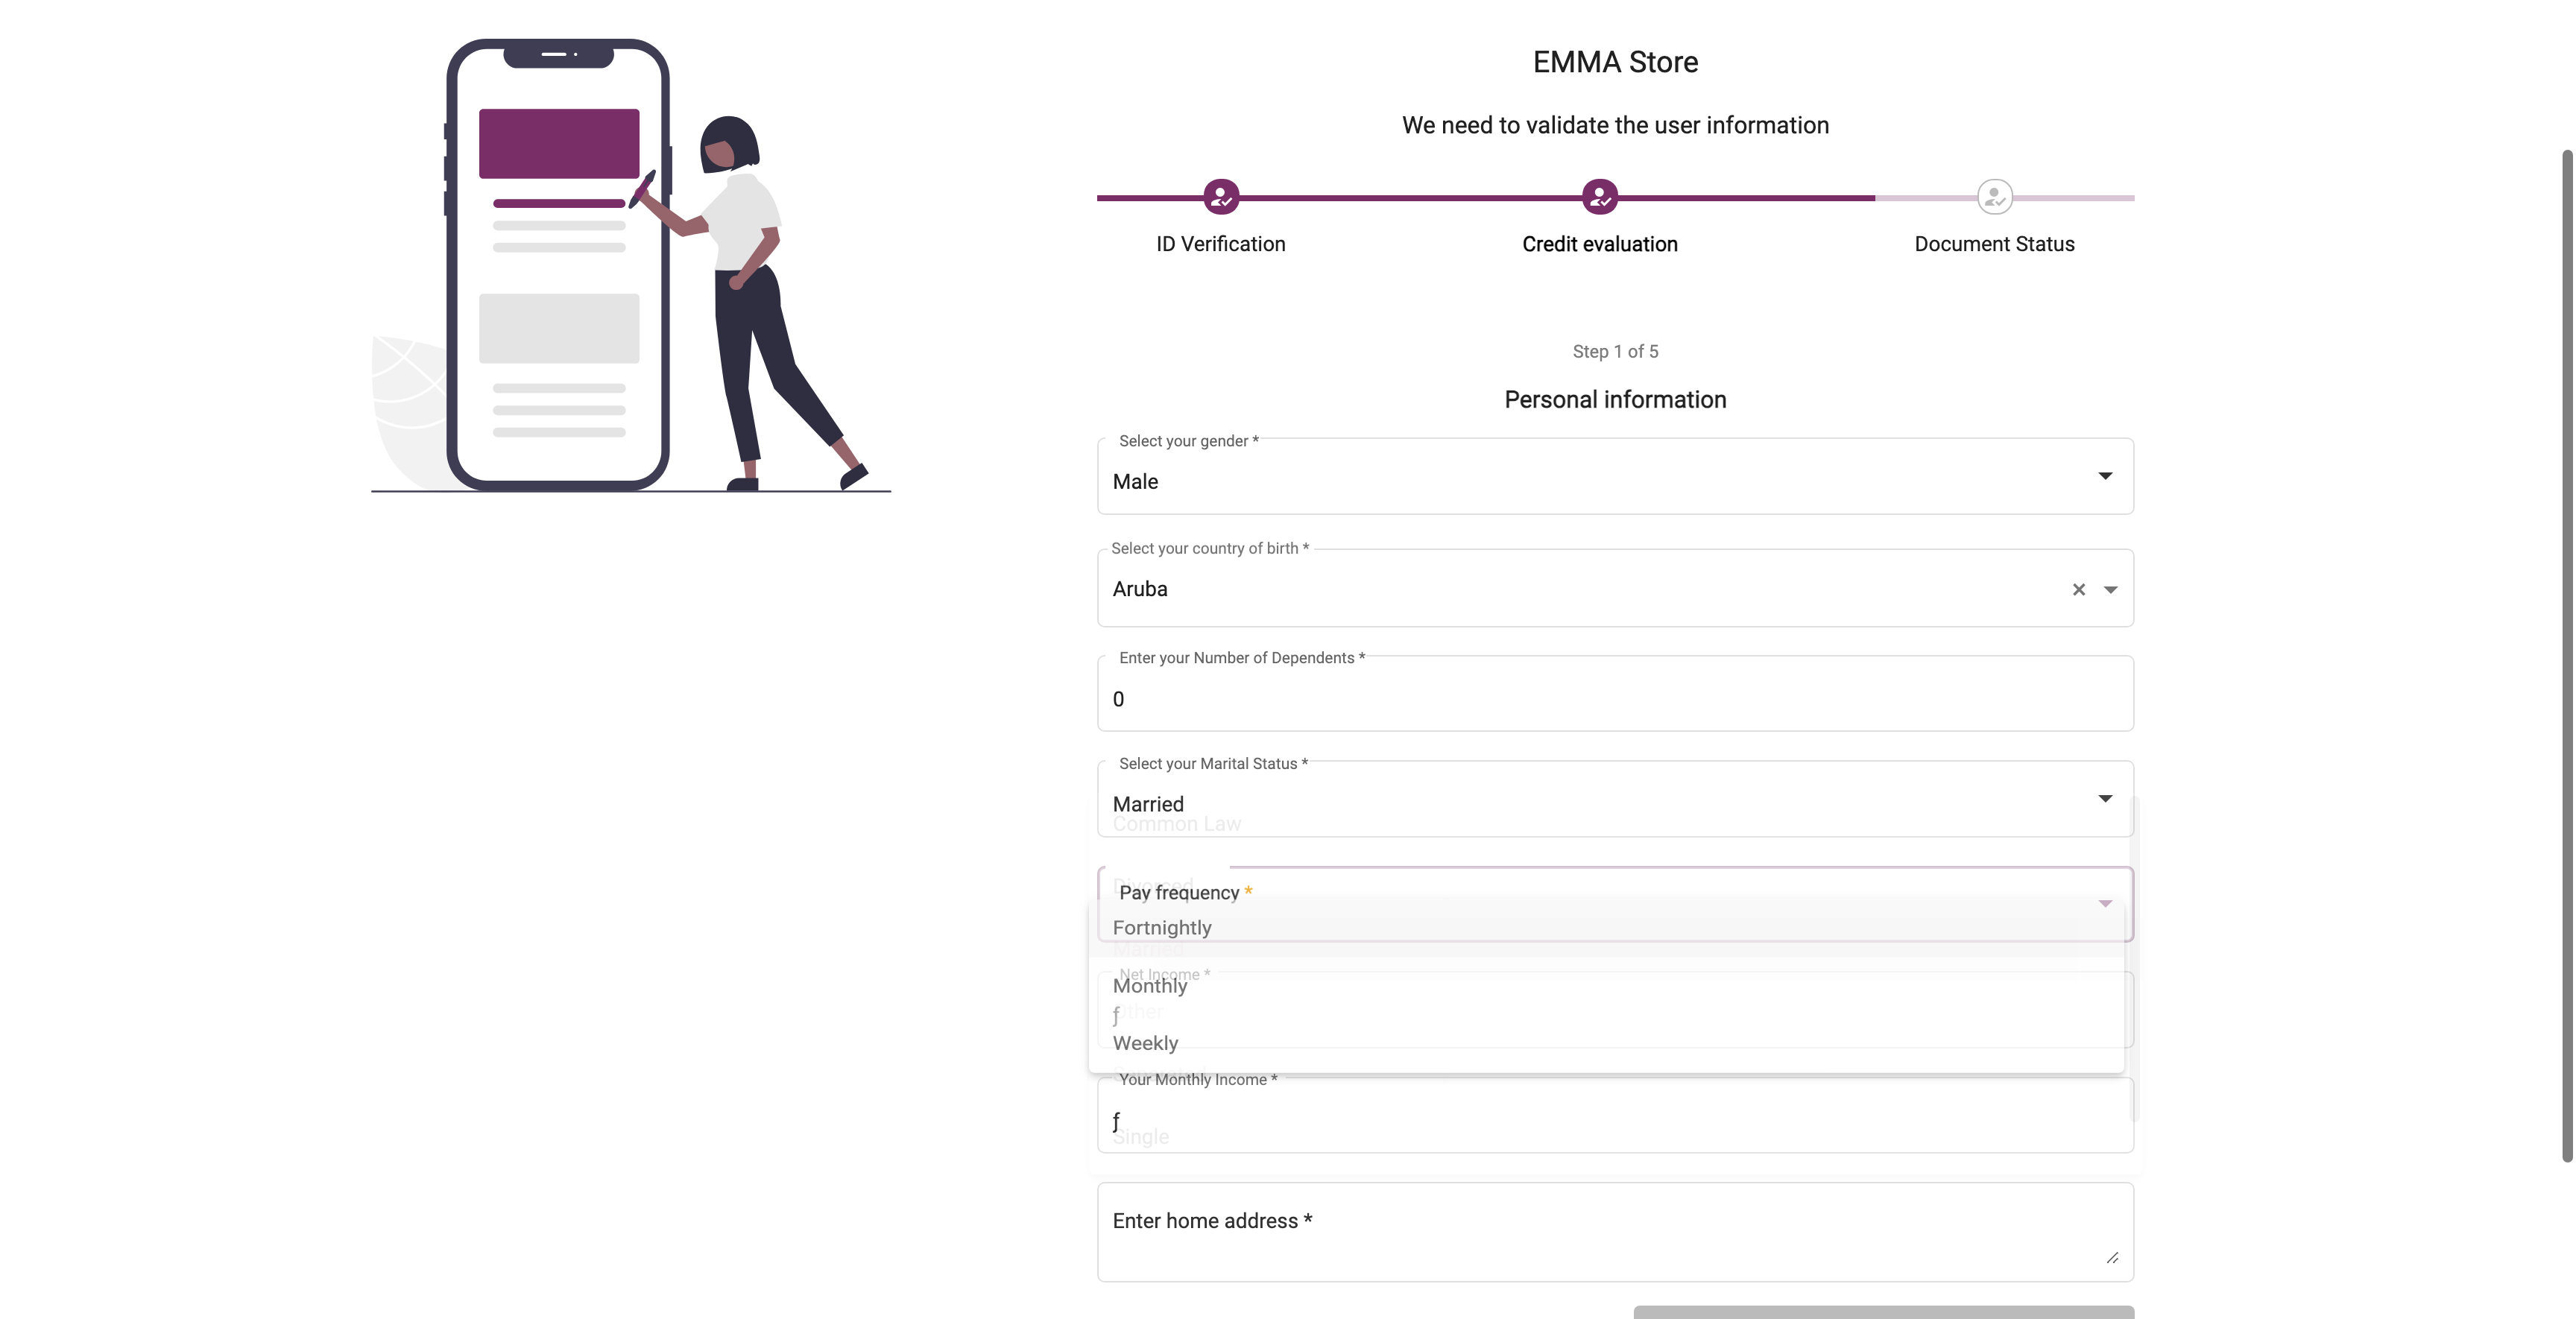 EMMA Store
We need to validate the user information
ID Verification
Credit evaluation
Document Status
Step 1 of 5
Personal information
Select your gender *
Male
Select your country of birth *
Aruba
Enter your Number of Dependents *
0
Select your Marital Status *
Married
Common Law
Divorced
Pay frequency *
Fortnightly
Married
Net Income *
Monthly
ƒ
Other
Weekly
Your Monthly Income *
ƒ
Single
Enter home address *